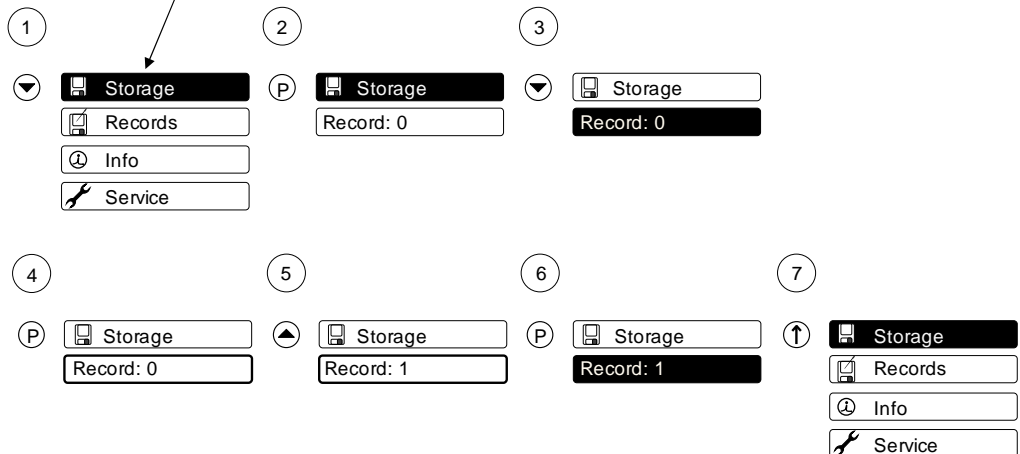 1
2
3
Storage
P
Storage
Storage
Records
Record: 0
Record: 0
Info
Service
4
5
6
7
P
Storage
Storage
P
Storage
Storage
Record: 0
Record: 1
Record: 1
Records
Info
Service